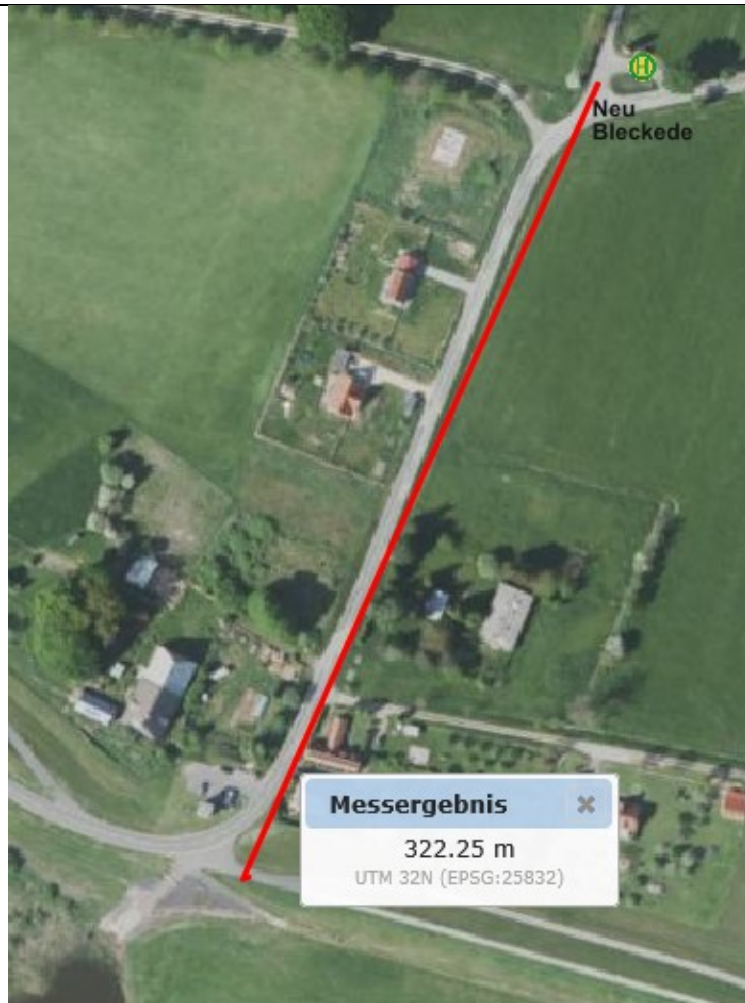 H
Neu
Bleckede
Messergebnis ×
322.25 m
UTM 32N (EPSG:25832)